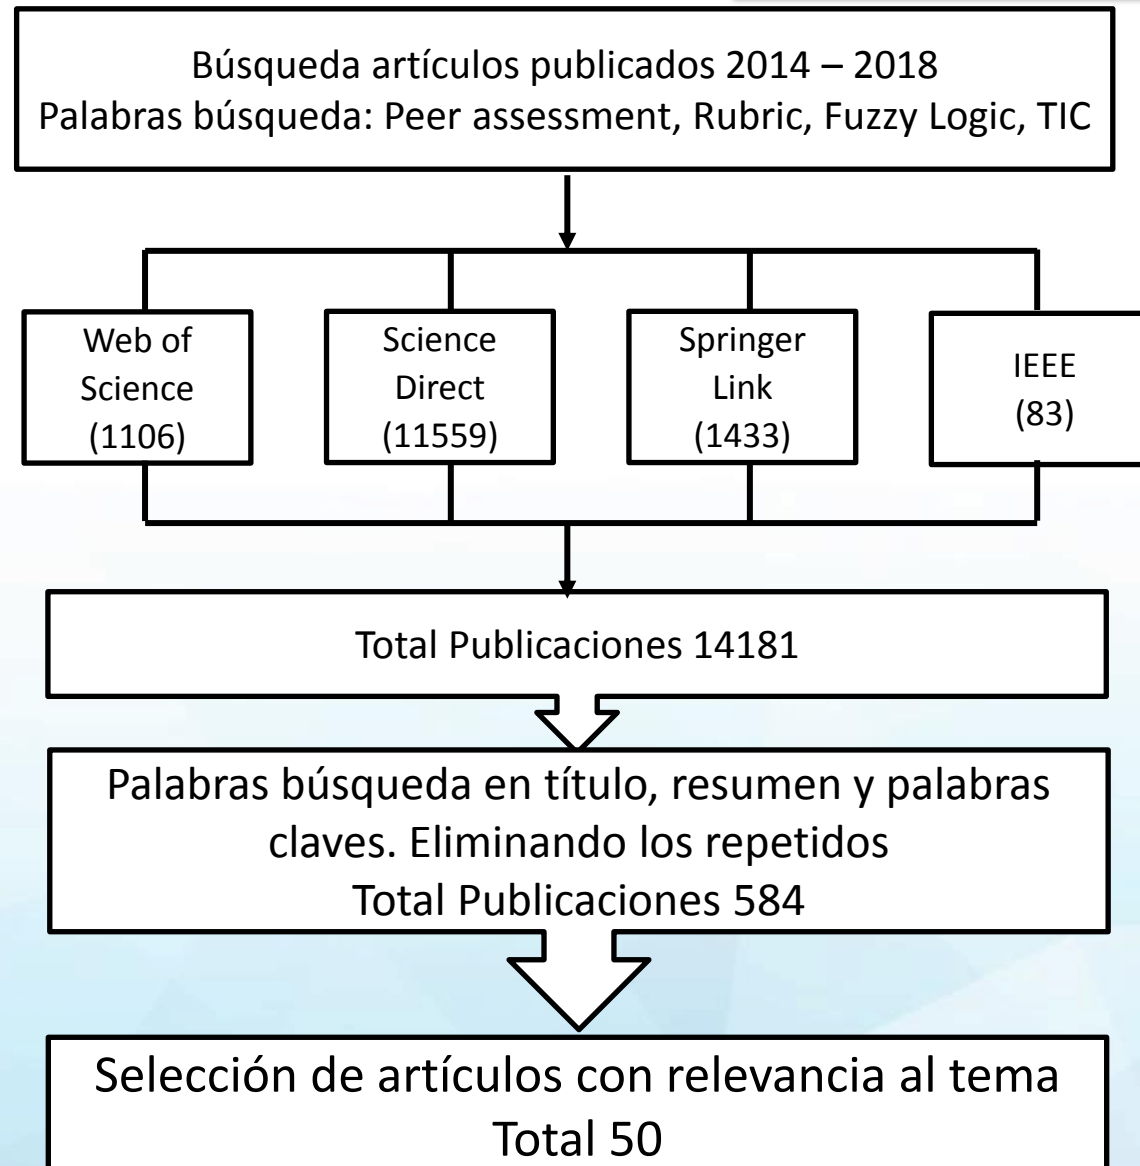 Búsqueda artículos publicados 2014 – 2018
Palabras búsqueda: Peer assessment, Rubric, Fuzzy Logic, TIC
Web of
Science
(1106)
Science
Direct
(11559)
Springer
Link
(1433)
IEEE
(83)
Total Publicaciones 14181
Palabras búsqueda en título, resumen y palabras
claves. Eliminando los repetidos
Total Publicaciones 584
Selección de artículos con relevancia al tema
Total 50